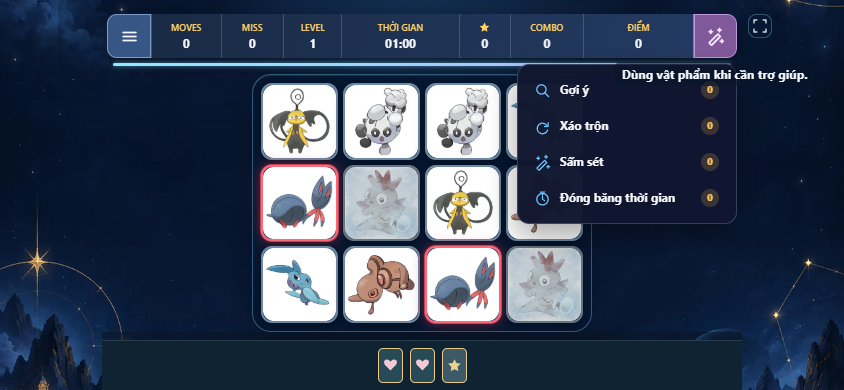 MOVES
0
MISS
0
LEVEL
1
THỜI GIAN
01:00
0
COMBO
0
ĐIỂM
0
Dùng vật phẩm khi cần trợ giúp.
Gợi ý 0
Xáo trộn 0
Sấm sét 0
Đóng băng thời gian 0